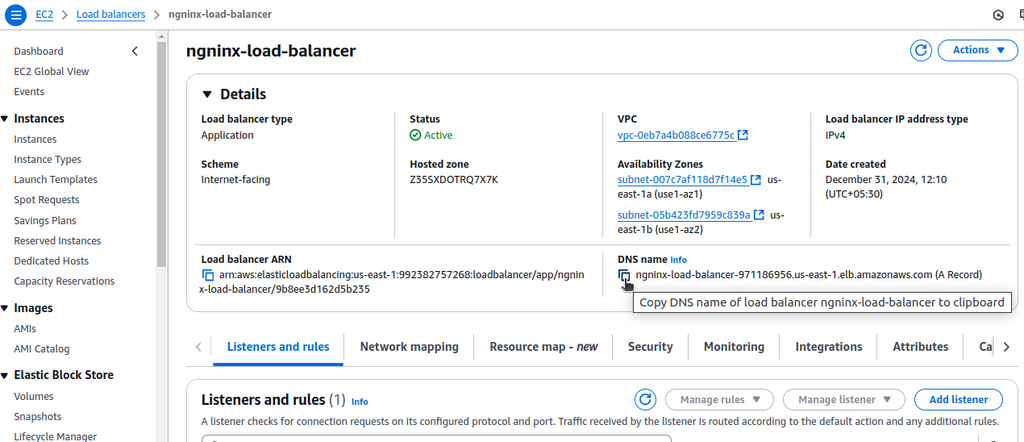 EC2 > Load balancers > ngninx-load-balancer
Dashboard
EC2 Global View
Events
Instances
Instances
Instance Types
Launch Templates
Spot Requests
Savings Plans
Reserved Instances
Dedicated Hosts
Capacity Reservations
Images
AMIs
AMI Catalog
Elastic Block Store
Volumes
Snapshots
Lifecycle Manager
ngninx-load-balancer
Actions
Details
Load balancer type
Application
Status
Active
VPC
vpc-0eb7a4b088ce6775c
Load balancer IP address type
IPv4
Scheme
Internet-facing
Hosted zone
Z35SXDOTRQ7X7K
Availability Zones
subnet-007c7af118d7f14e5 us-
east-1a (use1-az1)
subnet-05b423fd7959c839a us-
east-1b (use1-az2)
Date created
December 31, 2024, 12:10
(UTC+05:30)
Load balancer ARN
arn:aws:elasticloadbalancing:us-east-1:992382757268:loadbalancer/app/ngnin
x-load-balancer/9b8ee3d162d5b235
DNS name Info
ngninx-load-balancer-971186956.us-east-1.elb.amazonaws.com (A Record)
Copy DNS name of load balancer ngninx-load-balancer to clipboard
Listeners and rules
Network mapping
Resource map - new
Security
Monitoring
Integrations
Attributes
Ca
Listeners and rules (1) Info
Manage rules
Manage listener
Add listener
A listener checks for connection requests on its configured protocol and port. Traffic received by the listener is routed according to the default action and any additional rules.